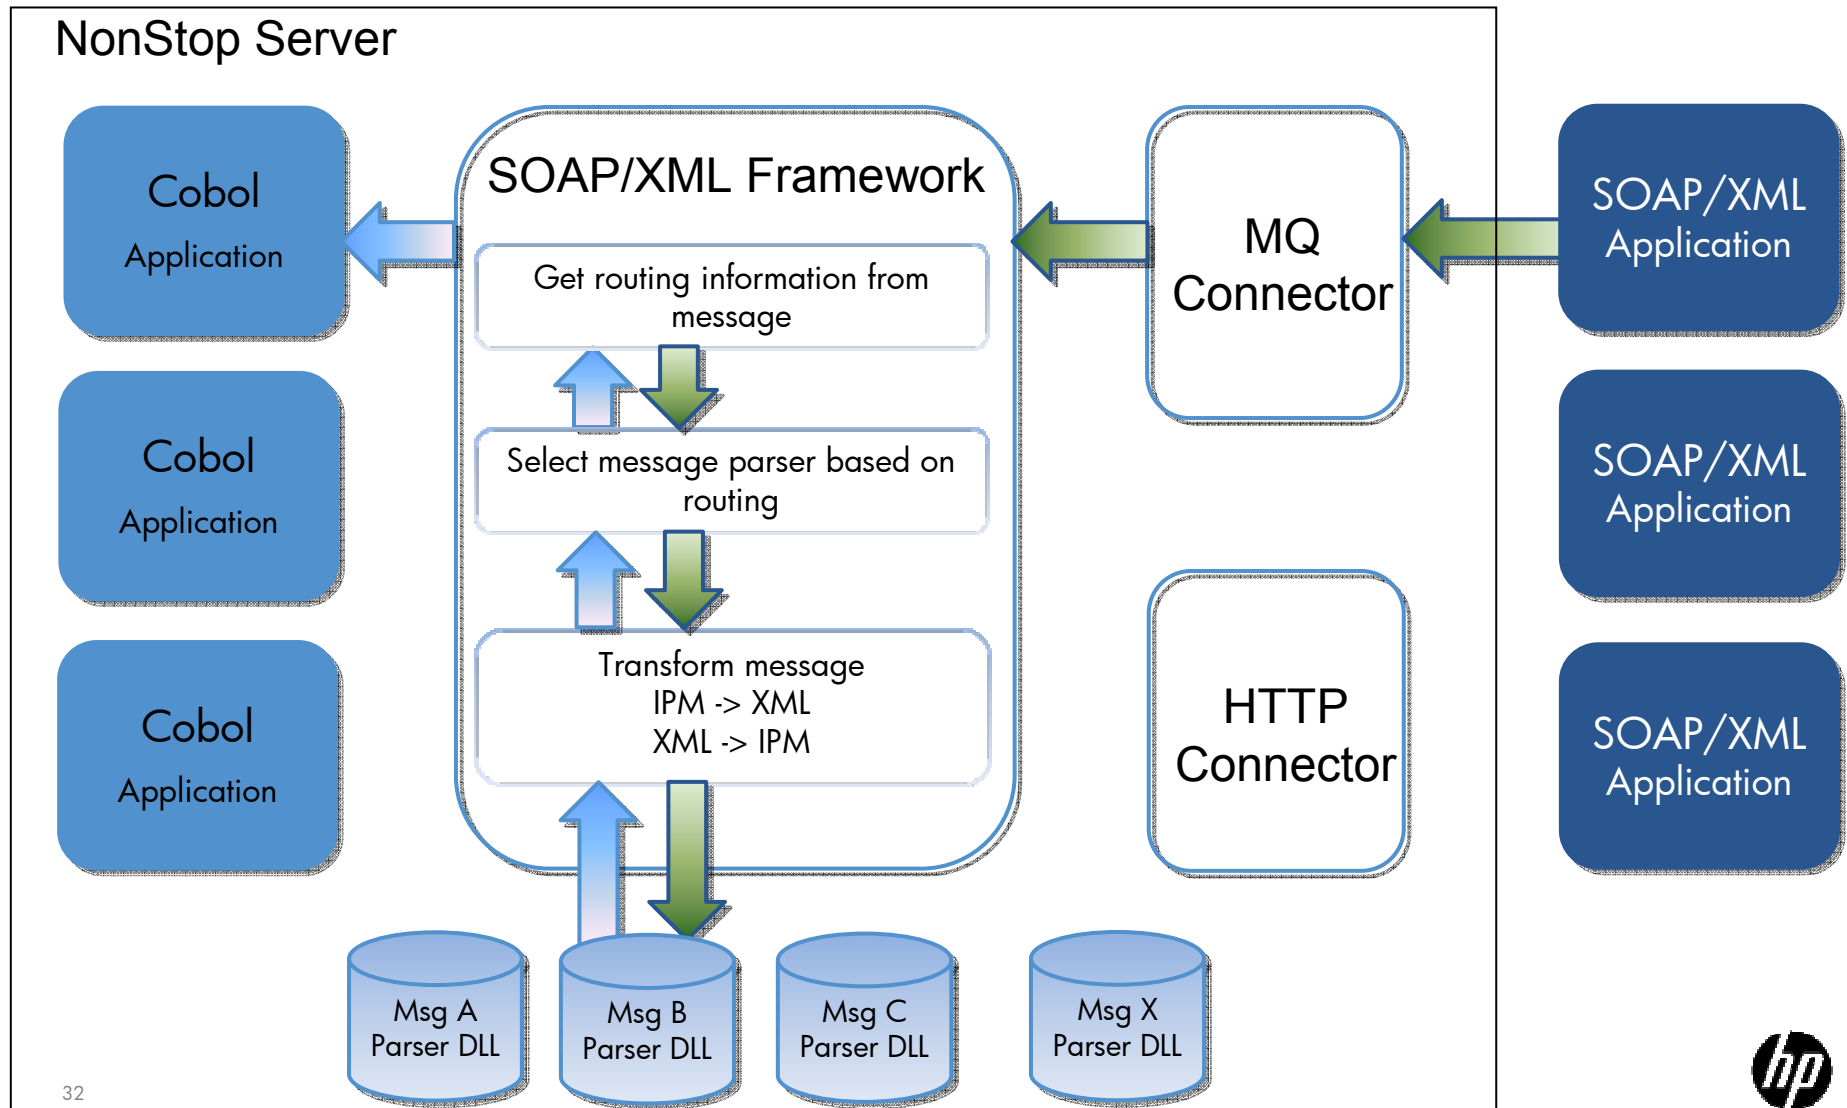 NonStop Server
Cobol
Application
Cobol
Application
Cobol
Application
SOAP/XML Framework
Get routing information from
message
Select message parser based on
routing
Transform message
IPM -> XML
XML -> IPM
MQ
Connector
HTTP
Connector
SOAP/XML
Application
SOAP/XML
Application
SOAP/XML
Application
Msg A
Parser DLL
Msg B
Parser DLL
Msg C
Parser DLL
Msg X
Parser DLL
32
hp